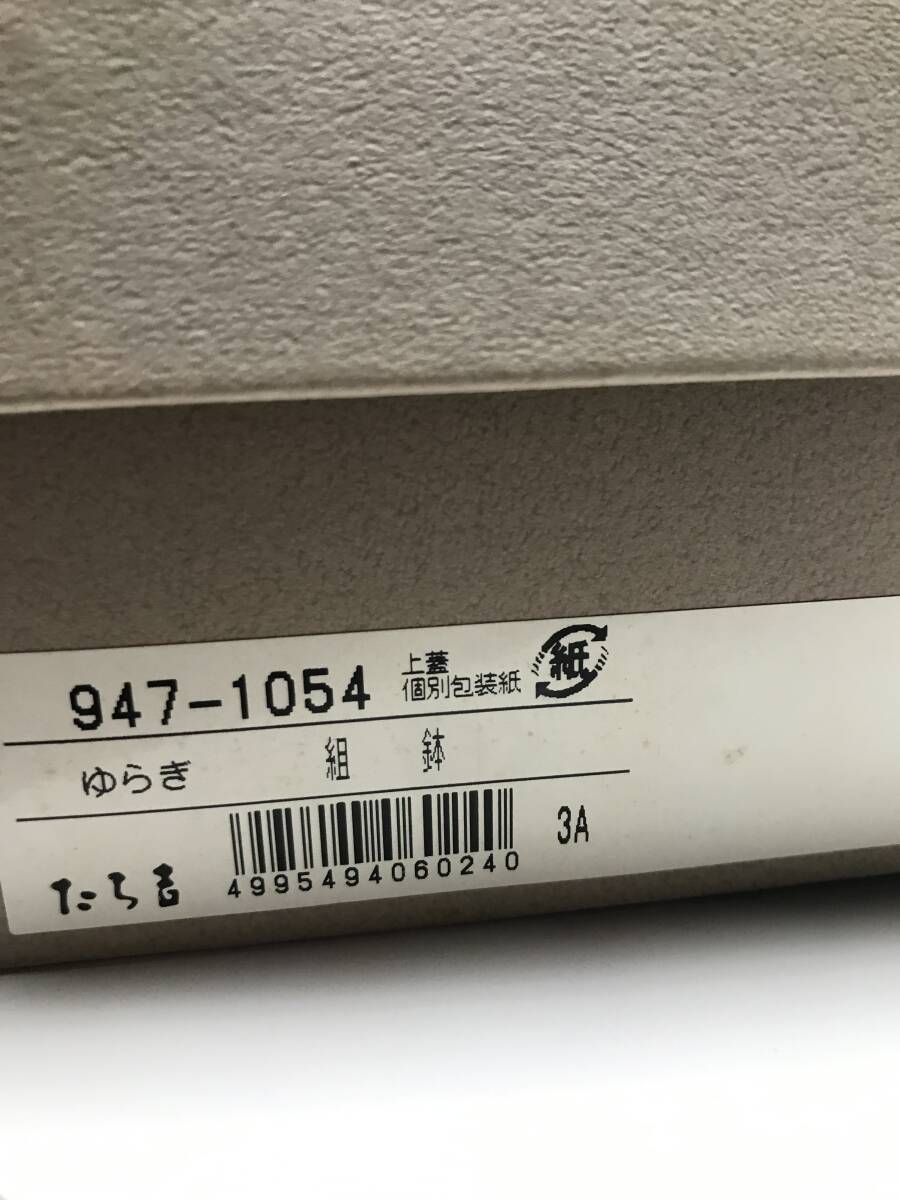 947-1054 上蓋 紙
個別包装紙
ゆらぎ 組鉢
3A
たち吉 4995494060240